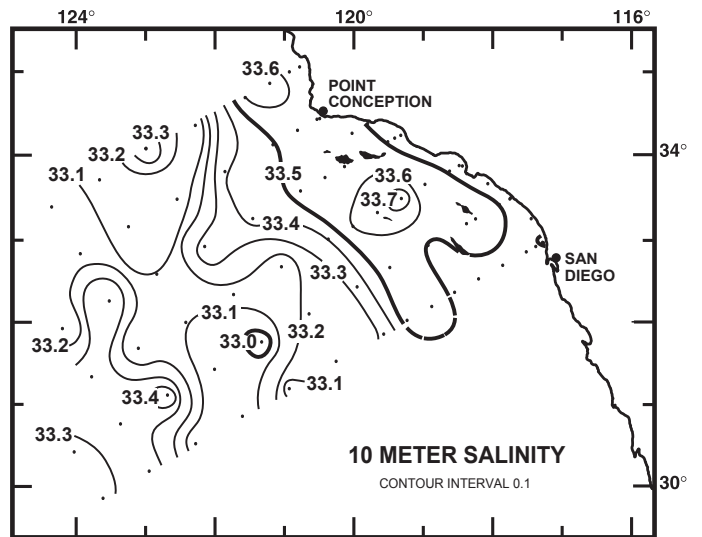 124° 120° 116°
33.6
POINT
CONCEPTION
33.3
33.2
34°
33.1
33.5
33.6
33.7
33.4
SAN
DIEGO
33.3
33.1
33.2
33.0
33.2
33.1
33.4
33.3
10 METER SALINITY
CONTOUR INTERVAL 0.1
30°